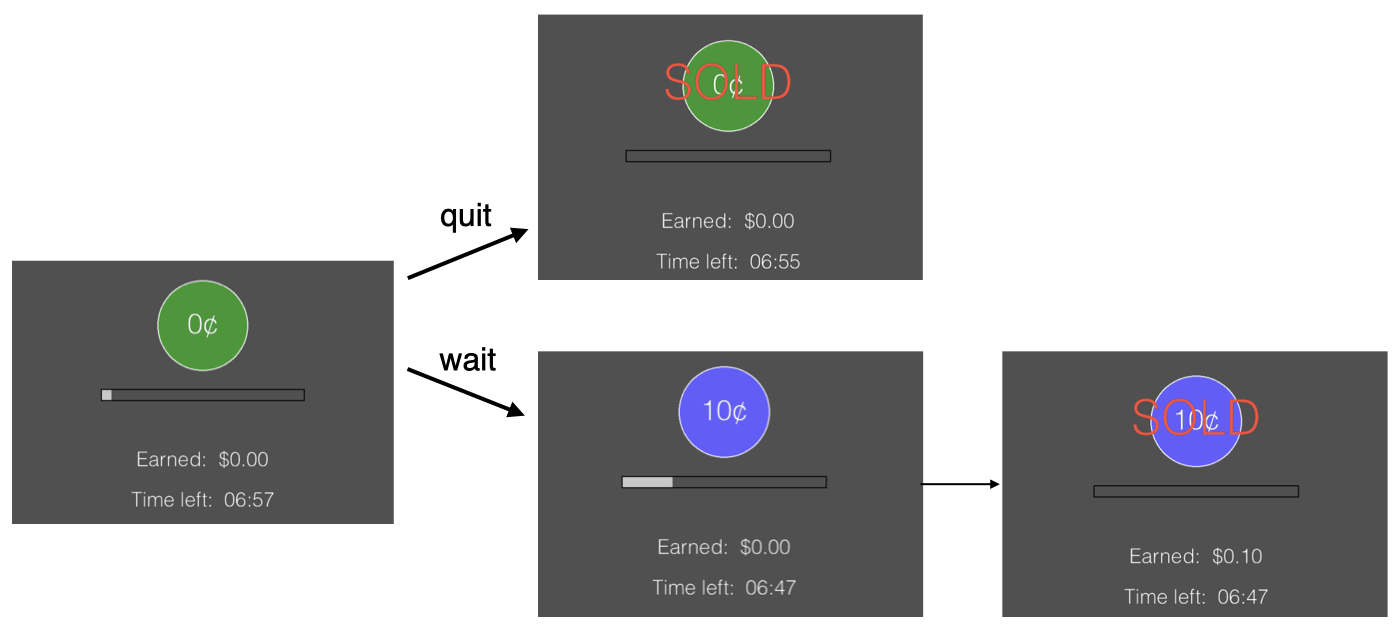 0¢
Earned: $0.00
Time left: 06:57
quit
wait
SOLD
0¢
Earned: $0.00
Time left: 06:55
10¢
Earned: $0.00
Time left: 06:47
SOLD
10¢
Earned: $0.10
Time left: 06:47